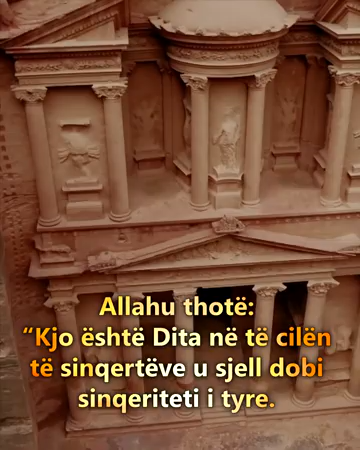 Allahu thotë:
“Kjo është Dita në të cilën
të sinqertëve u sjell dobi
sinqeriteti i tyre.